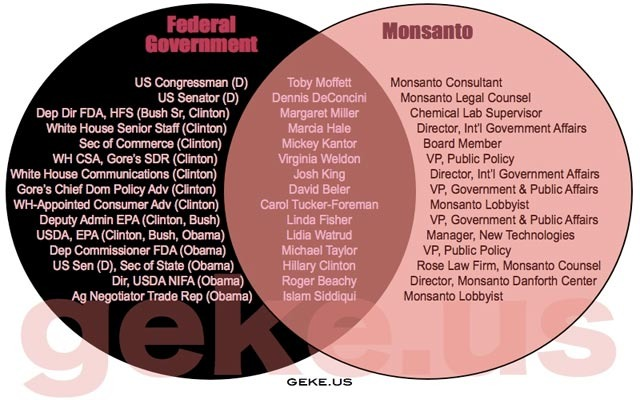 Federal
Government
Monsanto
US Congressman (D) Toby Moffett Monsanto Consultant
US Senator (D) Dennis DeConcini Monsanto Legal Counsel
Dep Dir FDA, HFS (Bush Sr, Clinton) Margaret Miller Chemical Lab Supervisor
White House Senior Staff (Clinton) Marcia Hale Director, Int'l Government Affairs
Sec of Commerce (Clinton) Mickey Kantor Board Member
WH CSA, Gore's SDR (Clinton) Virginia Weldon VP, Public Policy
White House Communications (Clinton) Josh King Director, Int'l Government Affairs
Gore's Chief Dom Policy Adv (Clinton) David Beler VP, Government & Public Affairs
WH-Appointed Consumer Adv (Clinton) Carol Tucker-Foreman Monsanto Lobbyist
Deputy Admin EPA (Clinton, Bush) Linda Fisher VP, Government & Public Affairs
USDA, EPA (Clinton, Bush, Obama) Lidia Watrud Manager, New Technologies
Dep Commissioner FDA (Obama) Michael Taylor VP, Public Policy
US Sen (D), Sec of State (Obama) Hillary Clinton Rose Law Firm, Monsanto Counsel
Dir, USDA NIFA (Obama) Roger Beachy Director, Monsanto Danforth Center
Ag Negotiator Trade Rep (Obama) Islam Siddiqui Monsanto Lobbyist
geke.us
GEKE.US